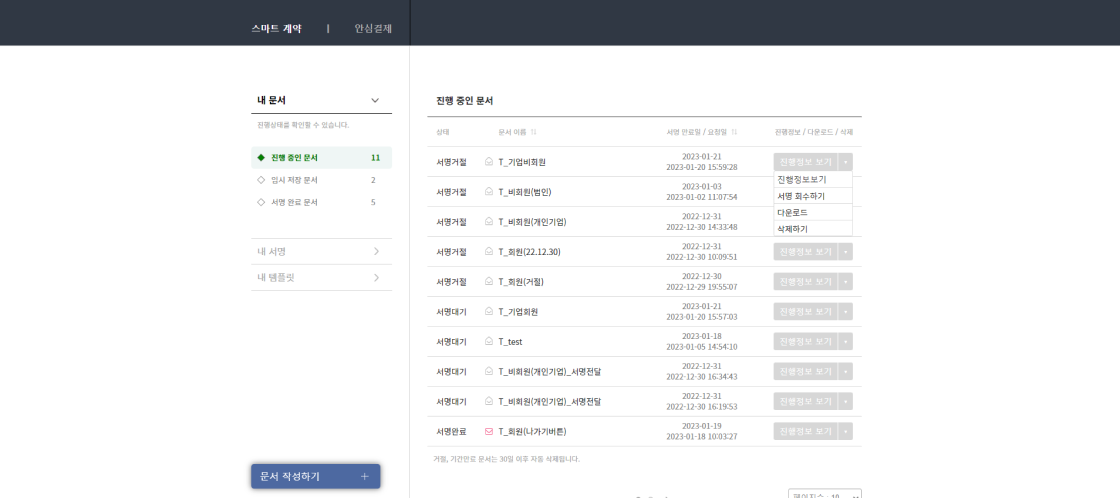 스마트 계약 | 안심결제
내 문서
진행상태를 확인할 수 있습니다.
진행 중인 문서 11
임시 저장 문서 2
서명 완료 문서 5
내 서명
내 템플릿
문서 작성하기 +
진행 중인 문서
상태 문서 이름 서명 만료일 / 요청일 진행정보 / 다운로드 / 삭제
서명거절 T_기업비회원 2023-01-21 진행정보 보기
2023-01-20 15:59:28
진행정보보기
서명 회수하기
다운로드
삭제하기
서명거절 T_비회원(법인) 2023-01-03
2023-01-02 11:07:54
서명거절 T_비회원(개인기업) 2022-12-31
2022-12-30 14:33:48
서명거절 T_회원(22.12.30) 2022-12-31 진행정보 보기
2022-12-30 10:09:51
서명거절 T_회원(거절) 2022-12-30 진행정보 보기
2022-12-29 19:55:07
서명대기 T_기업회원 2023-01-21 진행정보 보기
2023-01-20 15:57:03
서명대기 T_test 2023-01-18 진행정보 보기
2023-01-05 14:54:10
서명대기 T_비회원(개인기업)_서명전달 2022-12-31 진행정보 보기
2022-12-30 16:34:43
서명대기 T_비회원(개인기업)_서명전달 2022-12-31 진행정보 보기
2022-12-30 16:19:53
서명완료 T_회원(나가기버튼) 2023-01-19 진행정보 보기
2023-01-18 10:03:27
거절, 기간만료 문서는 30일 이후 자동 삭제됩니다.
페이지수 : 10